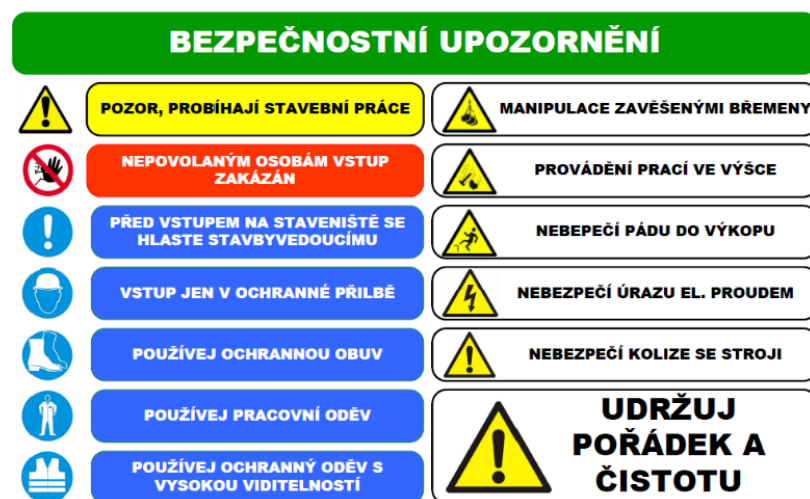 BEZPEČNOSTNÍ UPOZORNĚNÍ
POZOR, PROBÍHAJÍ STAVEBNÍ PRÁCE
NEPOVOLANÝM OSOBÁM VSTUP
ZAKÁZÁN
PŘED VSTUPEM NA STAVENIŠTĚ SE
HLASTE STAVBYVEDOUCÍMU
VSTUP JEN V OCHRANNÉ PŘILBĚ
POUŽÍVEJ OCHRANNOU OBUV
POUŽÍVEJ PRACOVNÍ ODĚV
POUŽÍVEJ OCHRANNÝ ODĚV S
VYSOKOU VIDITELNOSTÍ
MANIPULACE ZAVĚŠENÝMI BŘEMENY
PROVÁDĚNÍ PRACÍ VE VÝŠCE
NEBEPEČÍ PÁDU DO VÝKOPU
NEBEZPEČÍ ÚRAZU EL. PROUDEM
NEBEZPEČÍ KOLIZE SE STROJI
UDRŽUJ
POŘÁDEK A
ČISTOTU